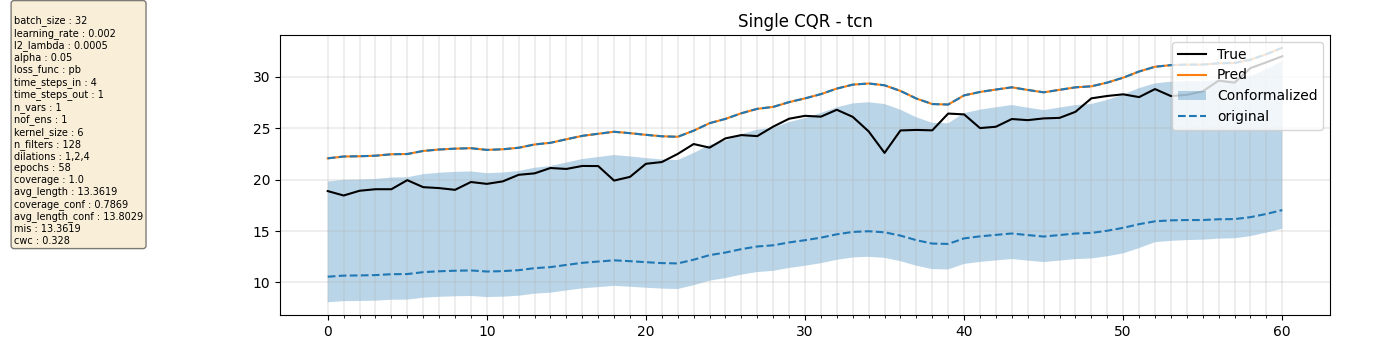 batch_size : 32
learning_rate : 0.002
l2_lambda : 0.0005
alpha : 0.05
loss_func : pb
time_steps_in : 4
time_steps_out : 1
n_vars : 1
nof_ens : 1
kernel_size : 6
n_filters : 128
dilations : 1,2,4
epochs : 58
coverage : 1.0
avg_length : 13.3619
coverage_conf : 0.7869
avg_length_conf : 13.8029
mis : 13.3619
cwc : 0.328
Single CQR - tcn
30
25
20
15
10
True
Pred
Conformalized
original
0 10 20 30 40 50 60